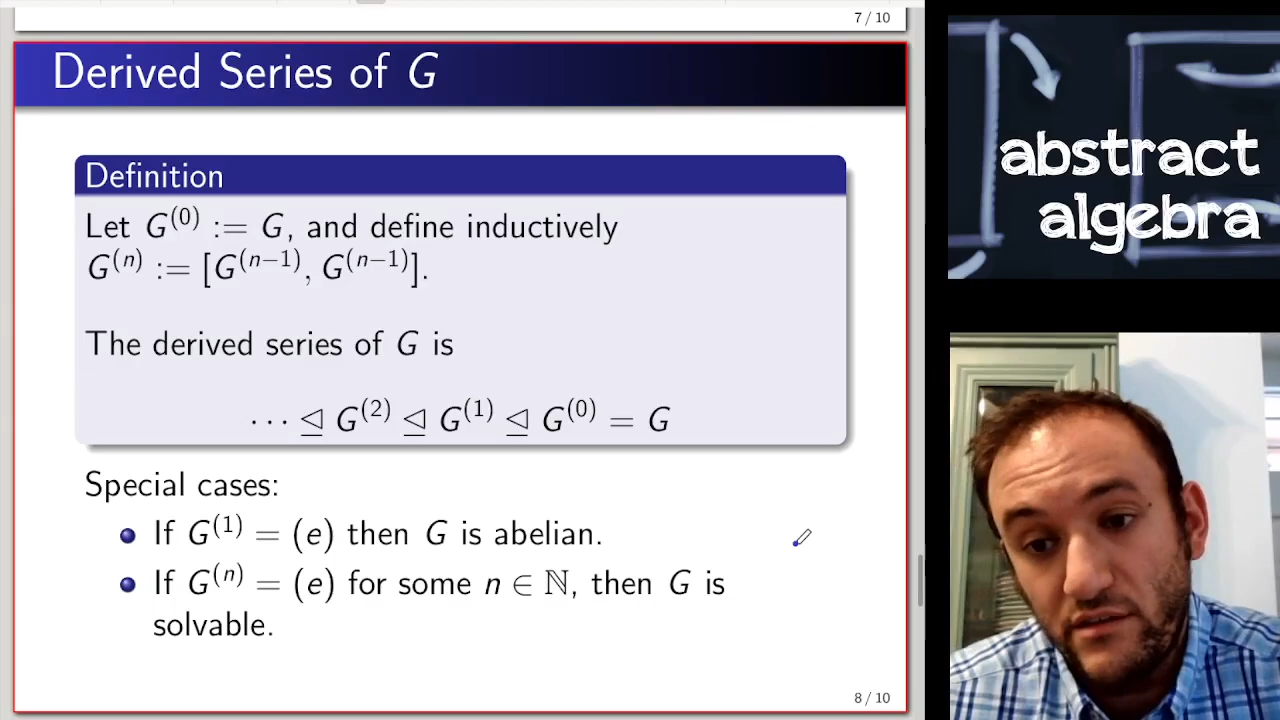 7 / 10
Derived Series of G
Definition
Let G⁽⁰⁾ := G, and define inductively
G⁽ⁿ⁾ := [G⁽ⁿ⁻¹⁾, G⁽ⁿ⁻¹⁾].
The derived series of G is
⋯ ⊴ G⁽²⁾ ⊴ G⁽¹⁾ ⊴ G⁽⁰⁾ = G
Special cases:
If G⁽¹⁾ = (e) then G is abelian.
If G⁽ⁿ⁾ = (e) for some n ∈ ℕ, then G is
solvable.
8 / 10
abstract
algebra